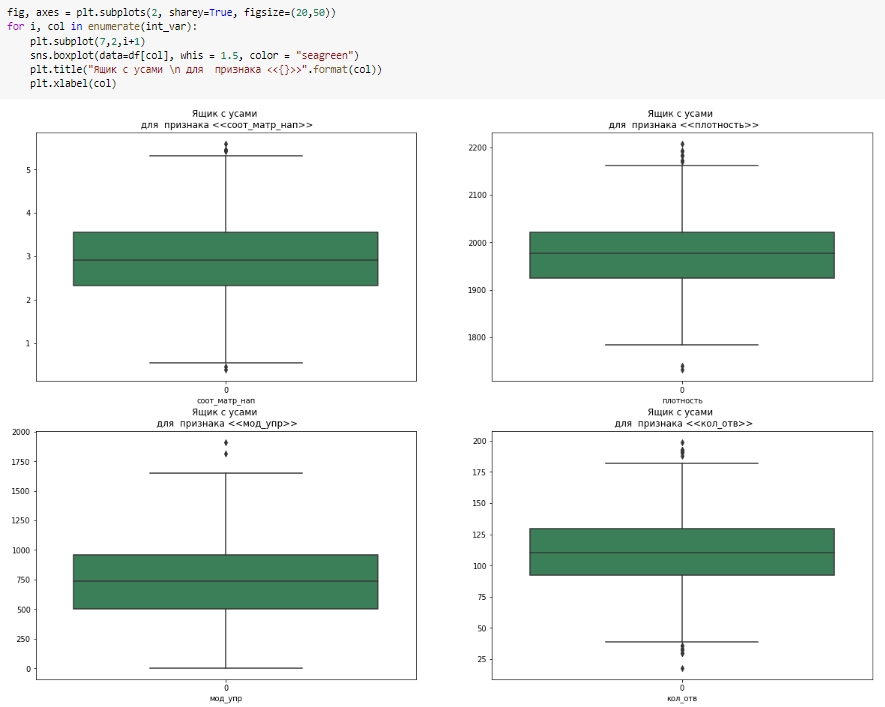 fig, axes = plt.subplots(2, sharey=True, figsize=(20,50))
for i, col in enumerate(int_var):
    plt.subplot(7,2,i+1)
    sns.boxplot(data=df[col], whis = 1.5, color = "seagreen")
    plt.title("Ящик с усами \n для  признака <<{}>>".format(col))
    plt.xlabel(col)
Ящик с усами
для признака <<соот_матр_нап>>
5
4
3
2
1
0
соот_матр_нап
Ящик с усами
для признака <<плотность>>
2200
2100
2000
1900
1800
0
плотность
Ящик с усами
для признака <<мод_упр>>
2000
1750
1500
1250
1000
750
500
250
0
0
мод_упр
Ящик с усами
для признака <<кол_отв>>
200
175
150
125
100
75
50
25
0
кол_отв